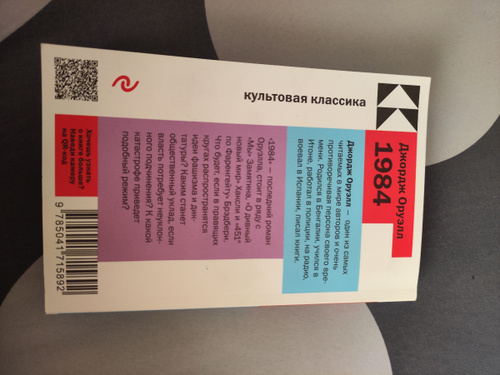 культовая классика
Джордж Оруэлл
1984
Джордж Оруэлл — один из самых
читаемых в мире авторов и очень
противоречивая персона своего вре-
мени. Родился в Бенгалии, учился в
Итоне, работал в полиции, на радио,
воевал в Испании, писал книги.
«1984» — последний роман
Оруэлла, стоит в ряду с
«Мы» Замятина, «О дивный
новый мир» Хаксли и «451°
по Фаренгейту» Брэдбери.
Что будет, если в правящих
кругах распространятся
идеи фашизма и дик-
татуры? Каким станет
общественный уклад, если
власть потребует неуклон-
ного подчинения? К какой
катастрофе приведет
подобный режим?
Хочешь узнать
о книге больше?
Наведи камеру
на QR-код.
9 785041 715892